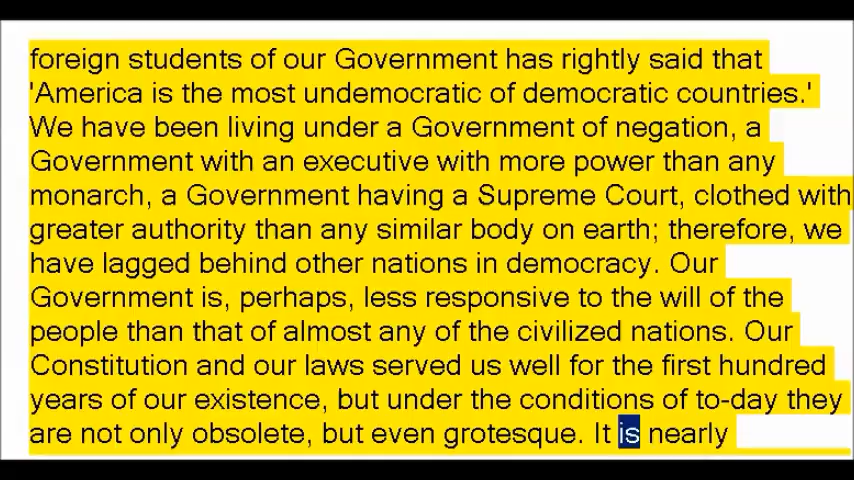 foreign students of our Government has rightly said that
'America is the most undemocratic of democratic countries.'
We have been living under a Government of negation, a
Government with an executive with more power than any
monarch, a Government having a Supreme Court, clothed with
greater authority than any similar body on earth; therefore, we
have lagged behind other nations in democracy. Our
Government is, perhaps, less responsive to the will of the
people than that of almost any of the civilized nations. Our
Constitution and our laws served us well for the first hundred
years of our existence, but under the conditions of to-day they
are not only obsolete, but even grotesque. It is nearly